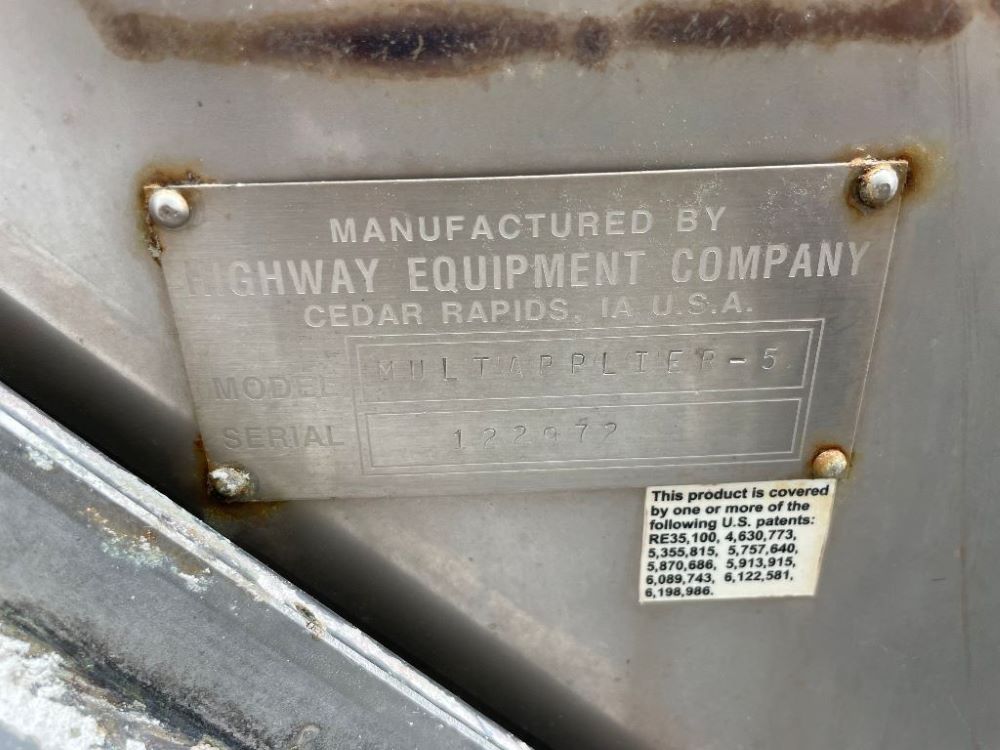 MANUFACTURED BY
HIGHWAY EQUIPMENT COMPANY
CEDAR RAPIDS, IA U.S.A.
MODEL MULTAPPLIER-5
SERIAL 122972
This product is covered
by one or more of the
following U.S. patents:
RE35,100, 4,630,773,
5,355,815, 5,757,640,
5,870,686, 5,913,915,
6,089,743, 6,122,581,
6,198,986.